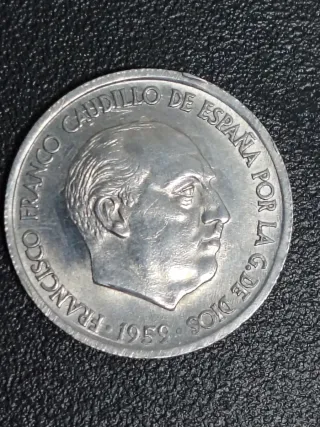 FRANCISCO FRANCO CAUDILLO DE ESPAÑA POR LA G. DE DIOS
· 1959 ·